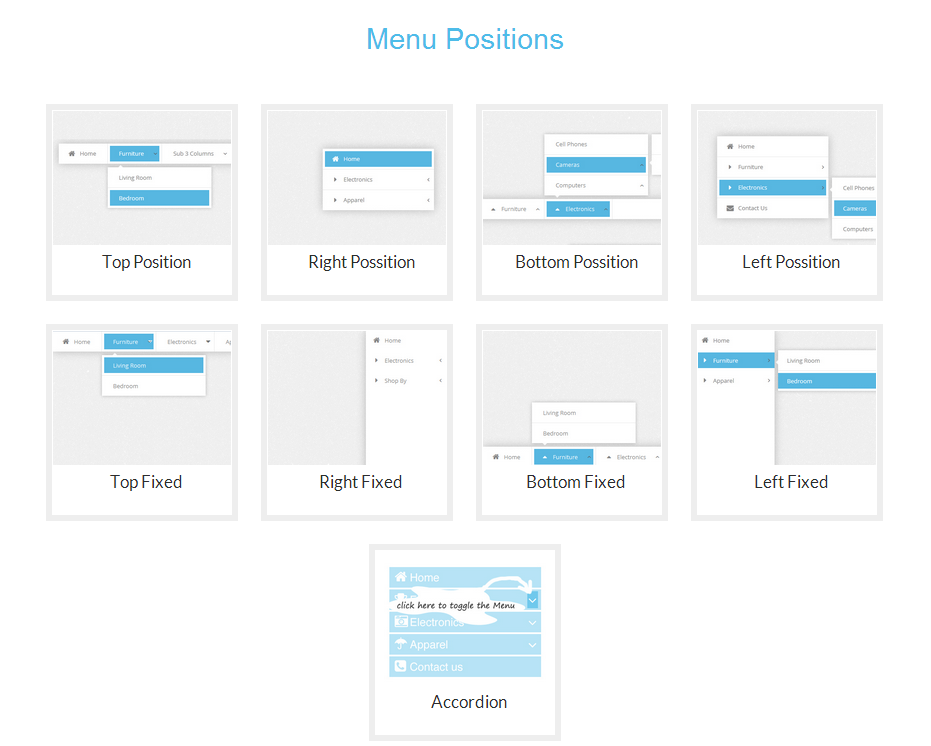 Menu Positions
Home Furniture Sub 3 Columns
Living Room
Bedroom
Top Position
Home
Electronics
Apparel
Right Possition
Cell Phones
Cameras
Computers
Furniture Electronics
Bottom Possition
Home
Furniture
Electronics
Contact Us
Cell Phones
Cameras
Computers
Left Possition
Home Furniture Electronics
Living Room
Bedroom
Top Fixed
Home
Electronics
Shop By
Right Fixed
Living Room
Bedroom
Home Furniture Electronics
Bottom Fixed
Home
Furniture
Apparel
Living Room
Bedroom
Left Fixed
Home
click here to toggle the Menu
Electronics
Apparel
Contact us
Accordion